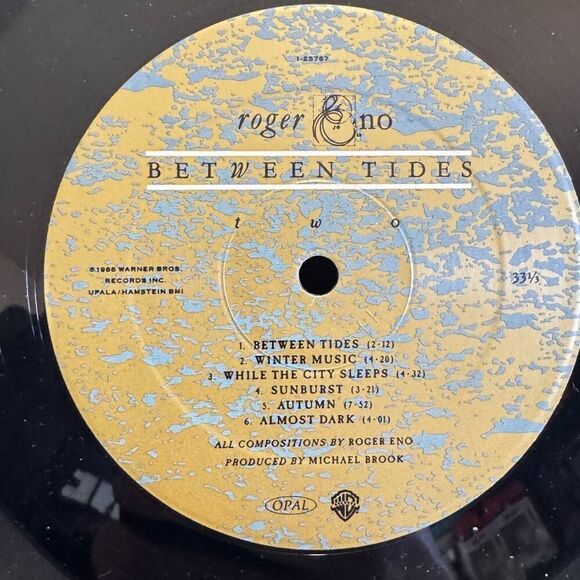 1-25767
roger Eno
BETWEEN TIDES
two
℗1988 WARNER BROS.
RECORDS INC.
UPALA/HAMSTEIN BMI
33⅓
1. BETWEEN TIDES (2·12)
2. WINTER MUSIC (4·20)
3. WHILE THE CITY SLEEPS (4·32)
4. SUNBURST (3·21)
5. AUTUMN (7·52)
6. ALMOST DARK (4·01)
ALL COMPOSITIONS BY ROGER ENO
PRODUCED BY MICHAEL BROOK
OPAL